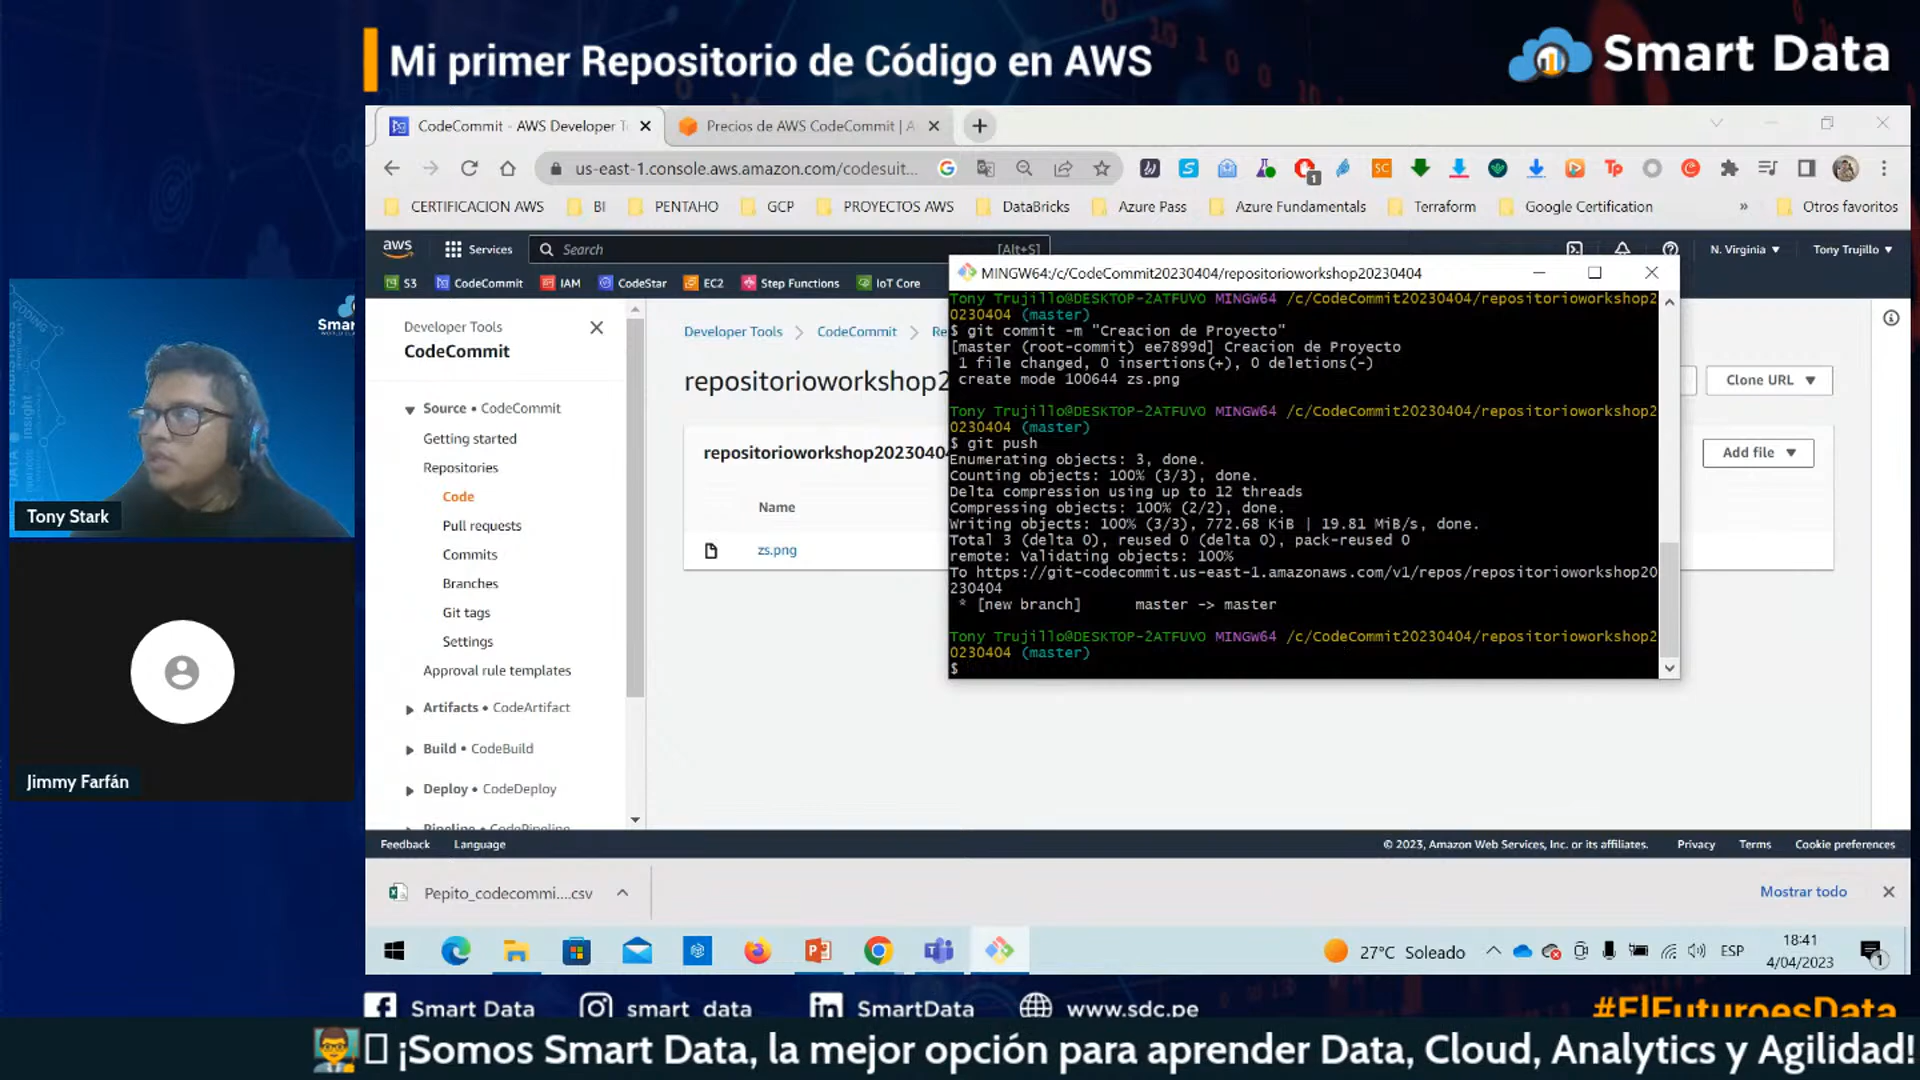 Mi primer Repositorio de Código en AWS
Smart Data
CodeCommit - AWS Developer T
Precios de AWS CodeCommit | A
us-east-1.console.aws.amazon.com/codesuit...
1
CERTIFICACION AWS
BI
PENTAHO
GCP
PROYECTOS AWS
DataBricks
Azure Pass
Azure Fundamentals
Terraform
Google Certification
»
Otros favoritos
aws
Services
Search
[Alt+S]
N. Virginia
Tony Trujillo
S3
CodeCommit
IAM
CodeStar
EC2
Step Functions
IoT Core
Developer Tools
CodeCommit
Source • CodeCommit
Getting started
Repositories
Code
Pull requests
Commits
Branches
Git tags
Settings
Approval rule templates
Artifacts • CodeArtifact
Build • CodeBuild
Deploy • CodeDeploy
Pipeline • CodePipeline
Developer Tools
CodeCommit
Re
repositorioworkshop2
Clone URL
repositorioworkshop20230404
Add file
Name
zs.png
MINGW64:/c/CodeCommit20230404/repositorioworkshop20230404
Tony Trujillo@DESKTOP-2ATFUVO MINGW64 /c/CodeCommit20230404/repositorioworkshop2
0230404 (master)
$ git commit -m "Creacion de Proyecto"
[master (root-commit) ee7899d] Creacion de Proyecto
1 file changed, 0 insertions(+), 0 deletions(-)
create mode 100644 zs.png
Tony Trujillo@DESKTOP-2ATFUVO MINGW64 /c/CodeCommit20230404/repositorioworkshop2
0230404 (master)
$ git push
Enumerating objects: 3, done.
Counting objects: 100% (3/3), done.
Delta compression using up to 12 threads
Compressing objects: 100% (2/2), done.
Writing objects: 100% (3/3), 772.68 KiB | 19.81 MiB/s, done.
Total 3 (delta 0), reused 0 (delta 0), pack-reused 0
remote: Validating objects: 100%
To https://git-codecommit.us-east-1.amazonaws.com/v1/repos/repositorioworkshop20
230404
* [new branch] master -> master
Tony Trujillo@DESKTOP-2ATFUVO MINGW64 /c/CodeCommit20230404/repositorioworkshop2
0230404 (master)
$
Smar
Tony Stark
Jimmy Farfán
Feedback
Language
© 2023, Amazon Web Services, Inc. or its affiliates.
Privacy
Terms
Cookie preferences
Pepito_codecommi....csv
Mostrar todo
27°C Soleado
ESP
18:41
4/04/2023
1
Smart Data
smart_data
SmartData
www.sdc.pe
#ElFuturoesData
¡Somos Smart Data, la mejor opción para aprender Data, Cloud, Analytics y Agilidad!